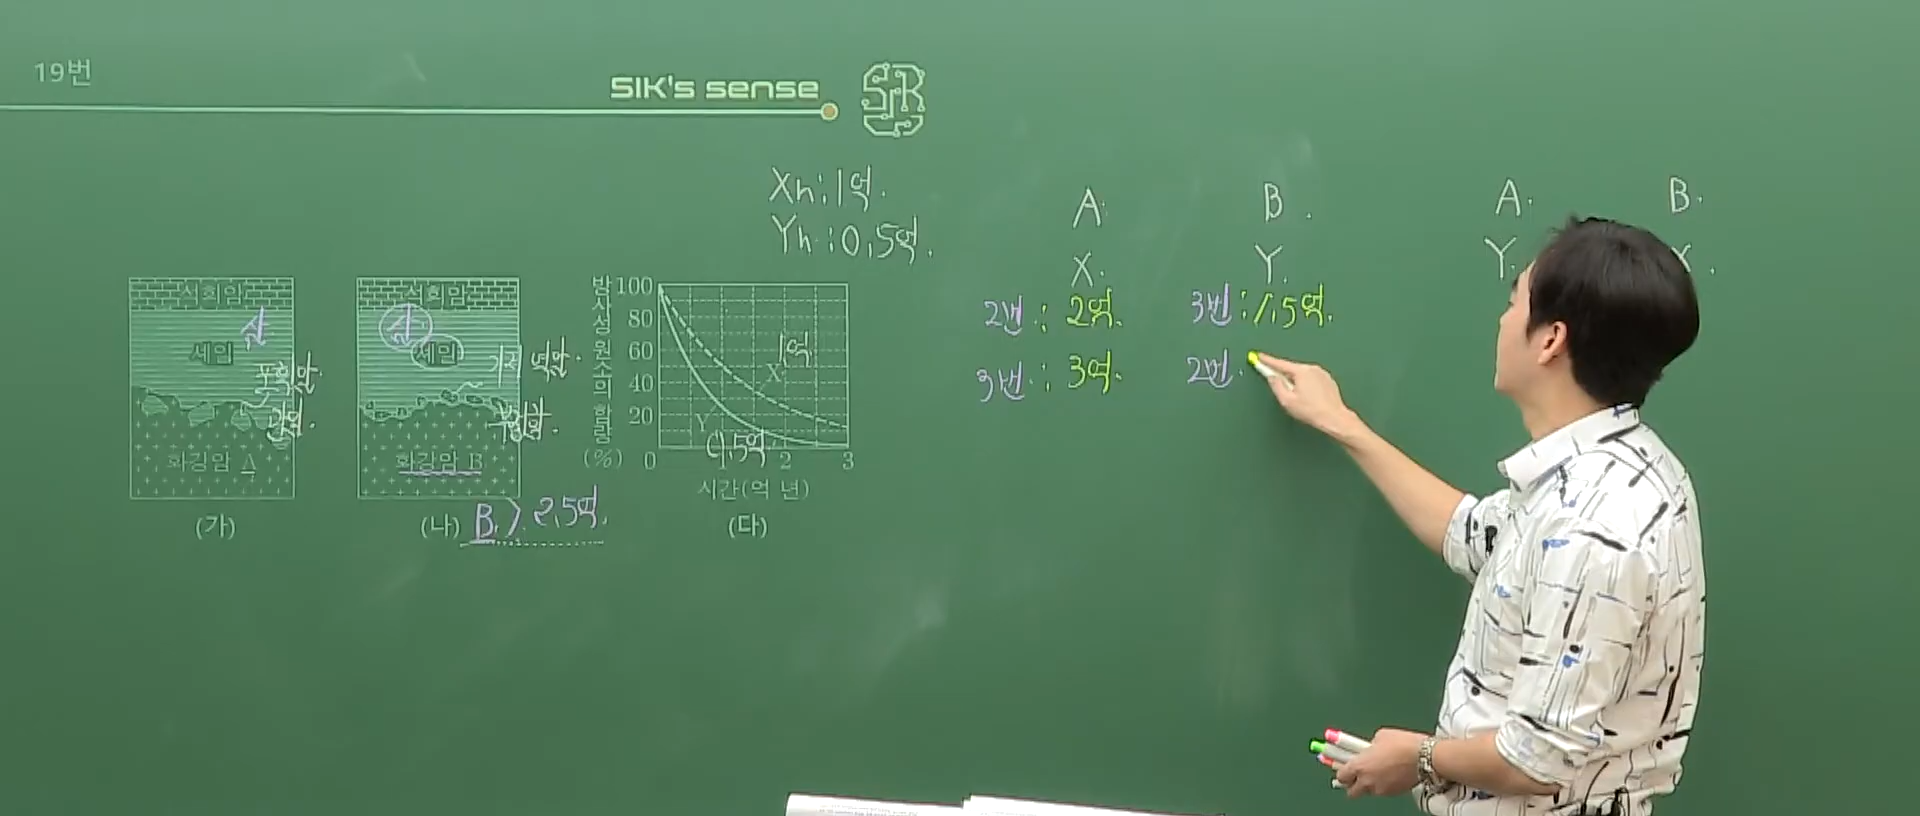 19번
SIK's sense
SIK
Xh : 1억.
Yh : 0.5억.
A.
B.
X.
Y.
2번 : 2억.
3번 : 1.5억.
3번 : 3억.
2번.
A.
B.
Y.
석회암
셰일
포획암.
관입.
화강암 A
(가)
석회암
셰일
기저 역암.
부정합.
화강암 B
(나)
B > 2.5억.
방사성 원소의 함량 (%)
100
80
60
40
20
0
1억
X
Y
0.5억
2
3
시간(억 년)
(다)